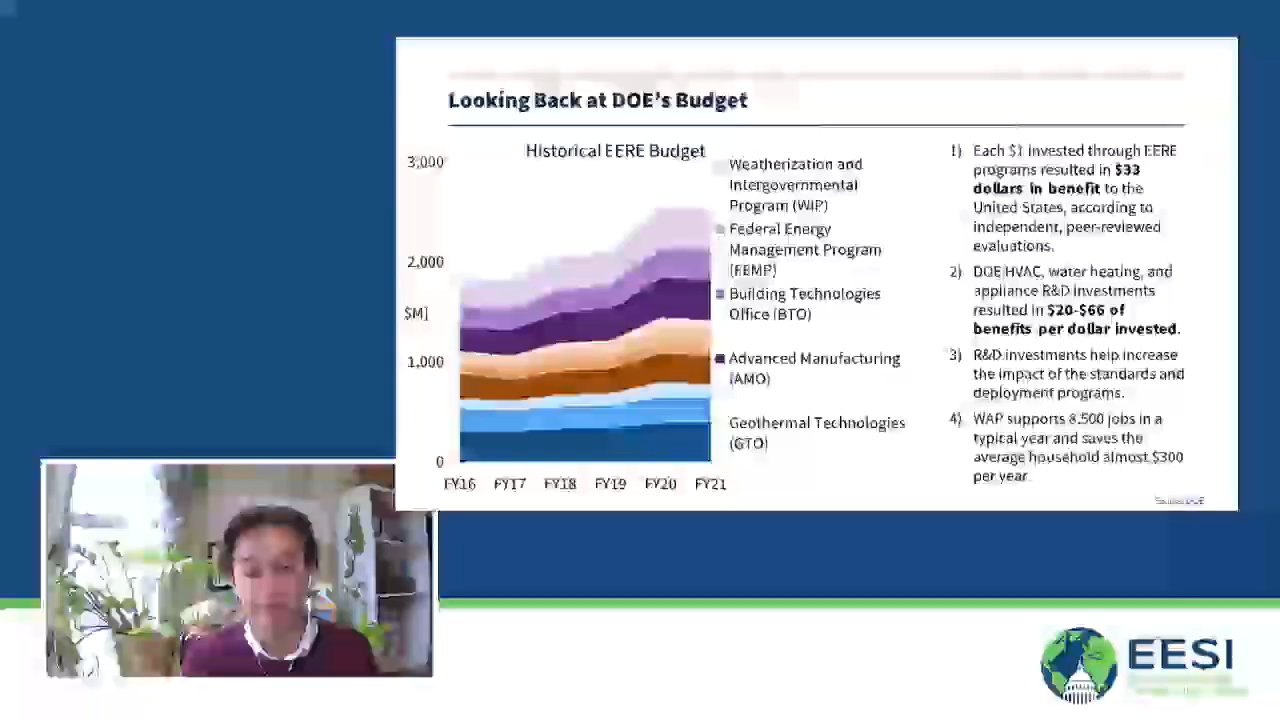 Looking Back at DOE's Budget
Historical EERE Budget
3,000
2,000
$M]
1,000
0
FY16 FY17 FY18 FY19 FY20 FY21
Weatherization and
Intergovernmental
Program (WIP)
Federal Energy
Management Program
(FEMP)
Building Technologies
Office (BTO)
Advanced Manufacturing
(AMO)
Geothermal Technologies
(GTO)
1) Each $1 invested through EERE
programs resulted in $33
dollars in benefit to the
United States, according to
independent, peer-reviewed
evaluations.
2) DOE HVAC, water heating, and
appliance R&D investments
resulted in $20-$66 of
benefits per dollar invested.
3) R&D investments help increase
the impact of the standards and
deployment programs.
4) WAP supports 8,500 jobs in a
typical year and saves the
average household almost $300
per year.
EESI